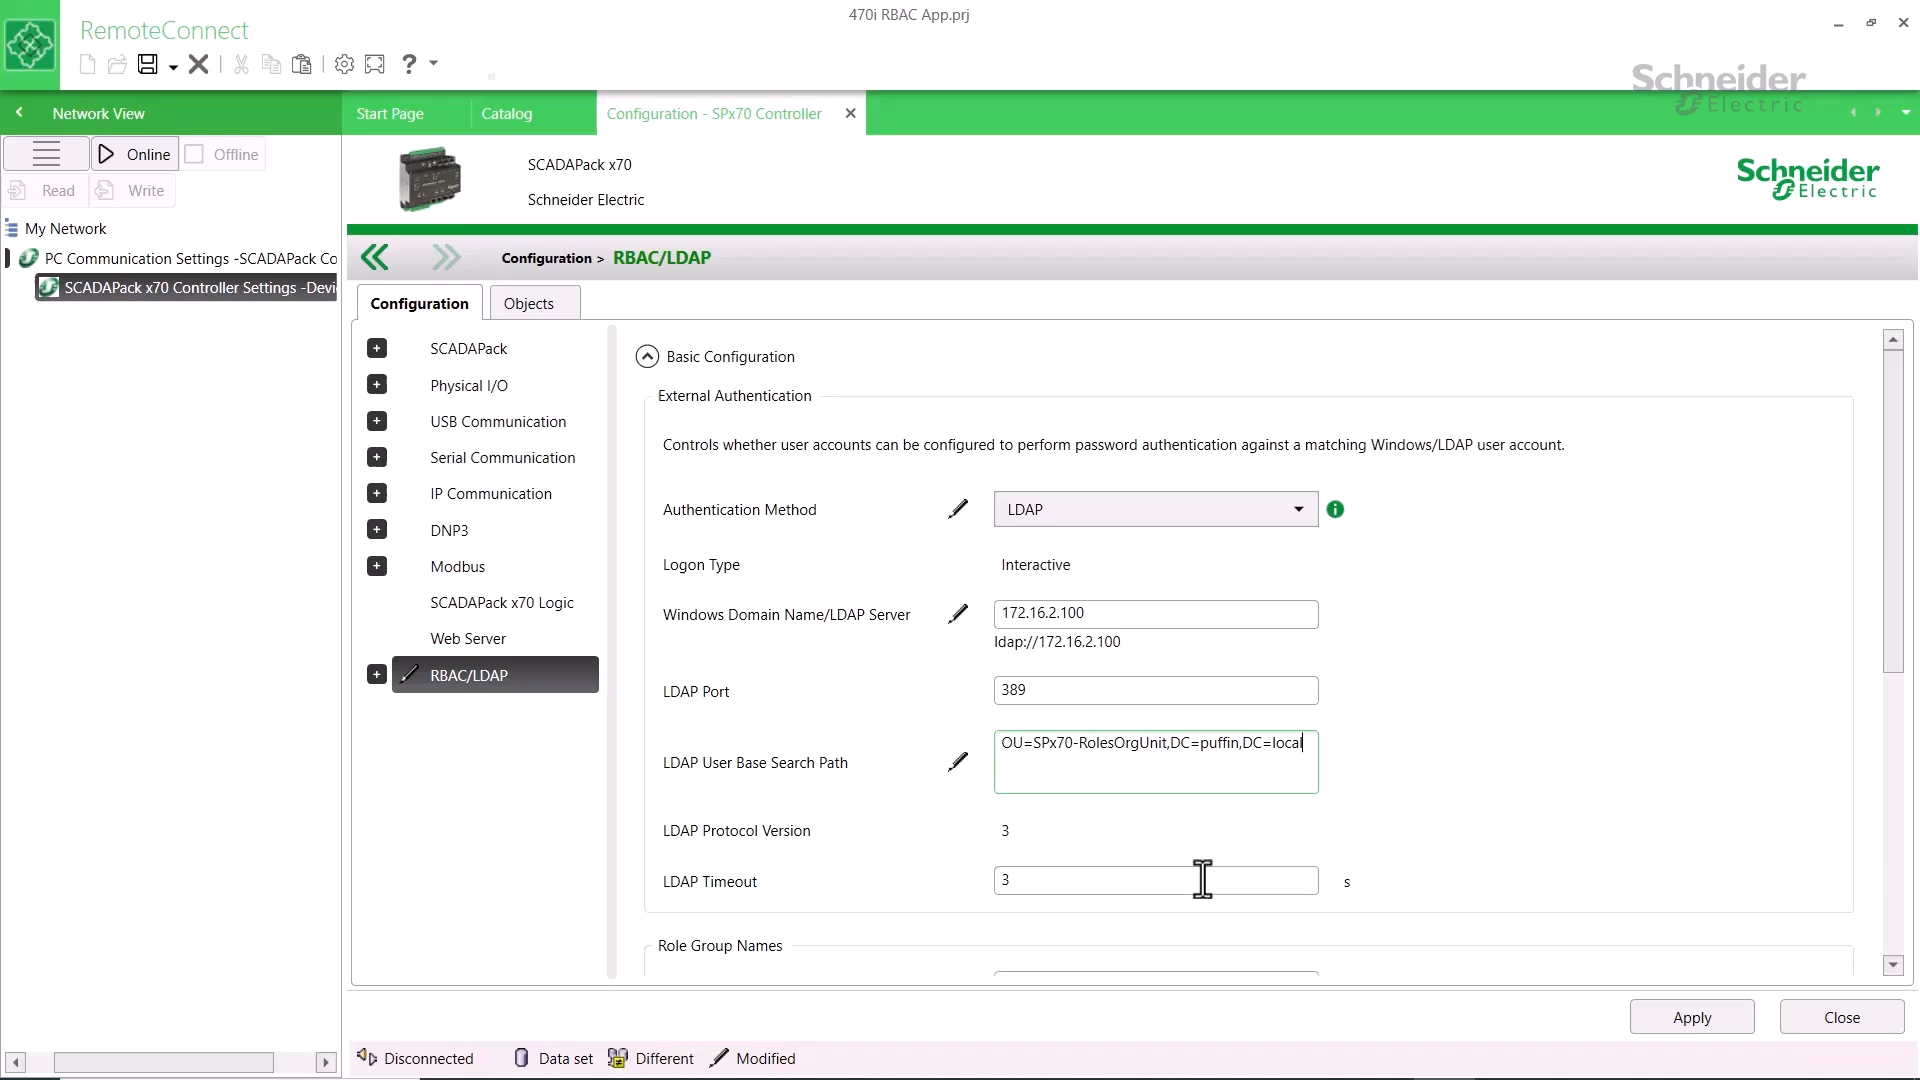 470i RBAC App.prj
RemoteConnect
?
Schneider
Electric
Network View
Start Page
Catalog
Configuration - SPx70 Controller
Online
Offline
Read
Write
My Network
PC Communication Settings -SCADAPack Co
SCADAPack x70 Controller Settings -Devi
SCADAPack x70
Schneider Electric
Schneider
Electric
Configuration > RBAC/LDAP
Configuration
Objects
SCADAPack
Physical I/O
USB Communication
Serial Communication
IP Communication
DNP3
Modbus
SCADAPack x70 Logic
Web Server
RBAC/LDAP
Basic Configuration
External Authentication
Controls whether user accounts can be configured to perform password authentication against a matching Windows/LDAP user account.
Authentication Method
LDAP
Logon Type
Interactive
Windows Domain Name/LDAP Server
172.16.2.100
ldap://172.16.2.100
LDAP Port
389
LDAP User Base Search Path
OU=SPx70-RolesOrgUnit,DC=puffin,DC=local
LDAP Protocol Version
3
LDAP Timeout
3
s
Role Group Names
Apply
Close
Disconnected
Data set
Different
Modified